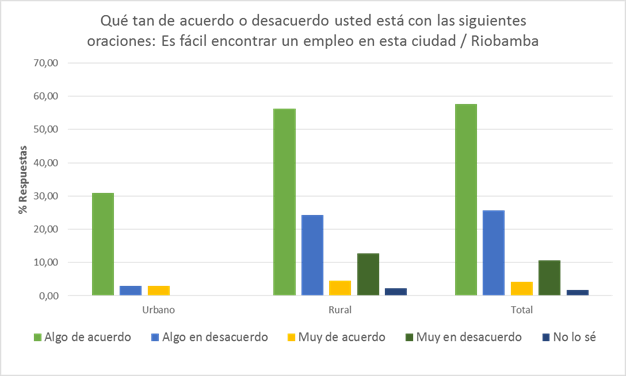 Qué tan de acuerdo o desacuerdo usted está con las siguientes
oraciones: Es fácil encontrar un empleo en esta ciudad / Riobamba
70,00
60,00
50,00
40,00
30,00
20,00
10,00
0,00
% Respuestas
Urbano Rural Total
Algo de acuerdo Algo en desacuerdo Muy de acuerdo Muy en desacuerdo No lo sé